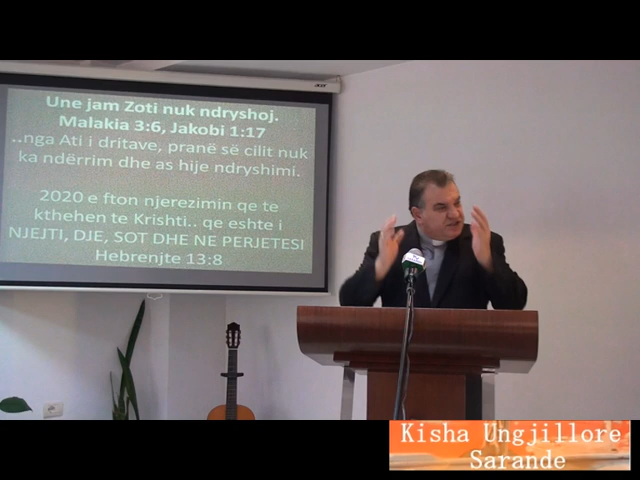 acer
Une jam Zoti nuk ndryshoj.
Malakia 3:6, Jakobi 1:17
..nga Ati i dritave, pranë së cilit nuk
ka ndërrim dhe as hije ndryshimi.
2020 e fton njerezimin qe te
kthehen te Krishti.. qe eshte i
NJEJTI, DJE, SOT DHE NE PERJETESI
Hebrenjte 13:8
Kisha Ungjillore
Sarande